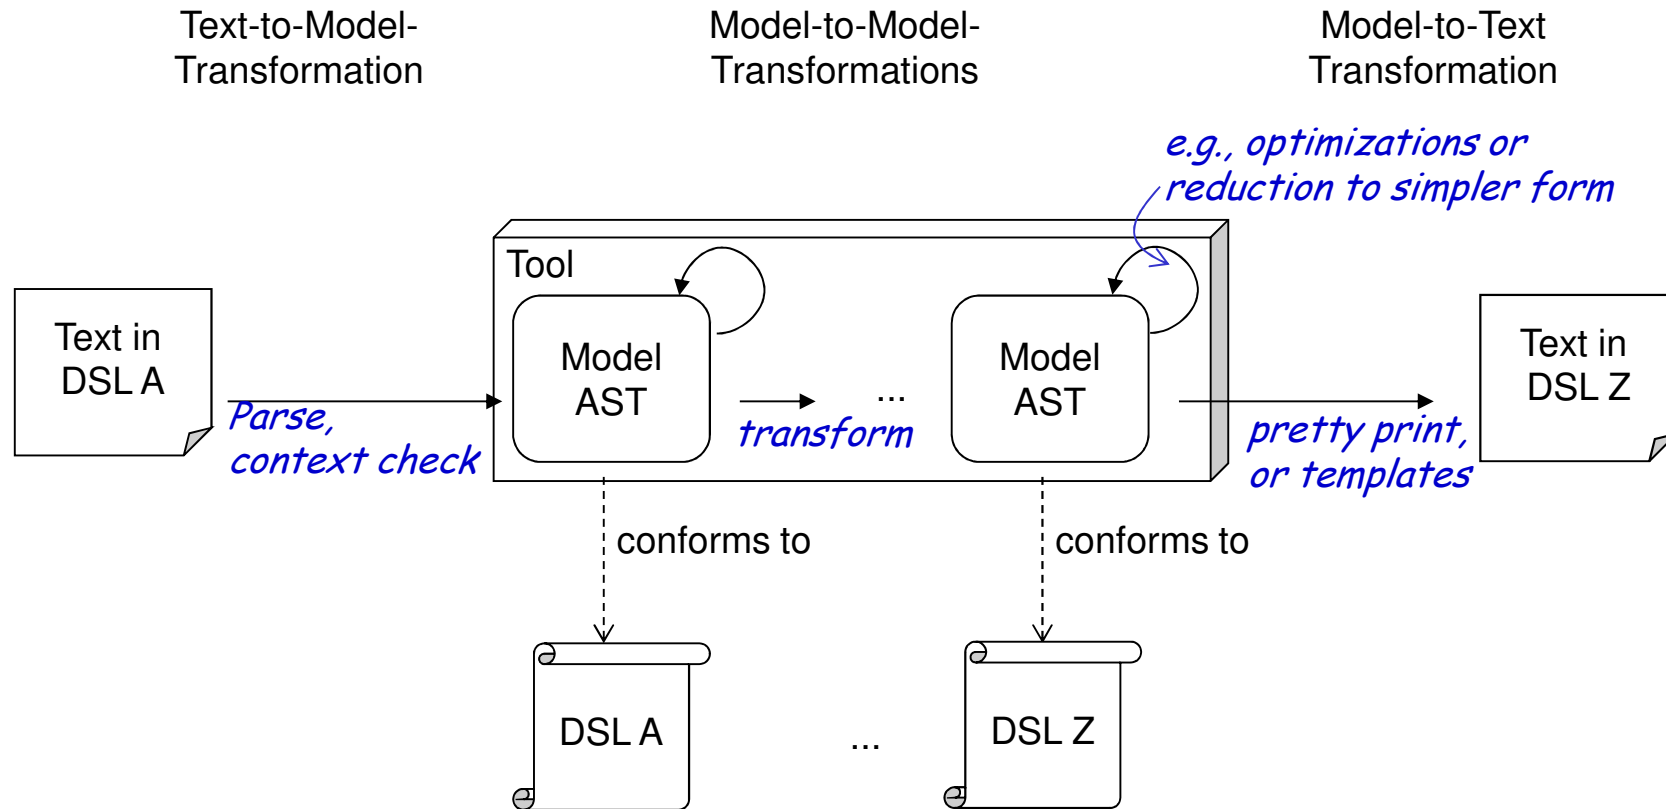 Text-to-Model-
Transformation
Model-to-Model-
Transformations
Model-to-Text
Transformation
e.g., optimizations or
reduction to simpler form
Tool
Text in
DSL A
Parse,
context check
Model
AST
transform
...
Model
AST
pretty print,
or templates
Text in
DSL Z
conforms to
conforms to
DSL A
...
DSL Z